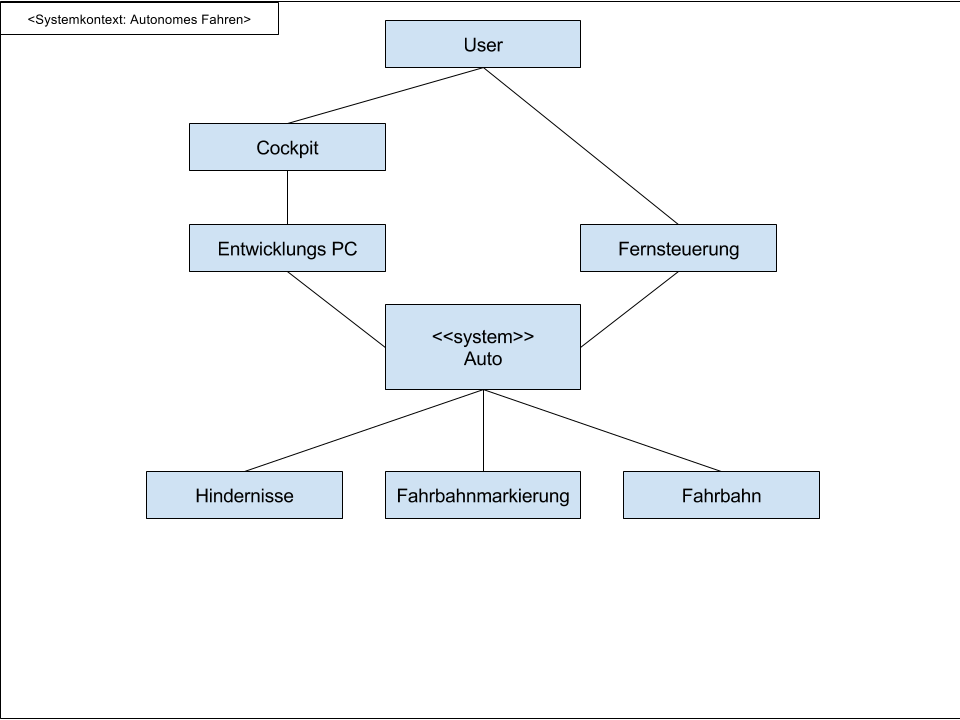 <Systemkontext: Autonomes Fahren>
User
Cockpit
Entwicklungs PC
Fernsteuerung
<<system>>
Auto
Hindernisse
Fahrbahnmarkierung
Fahrbahn